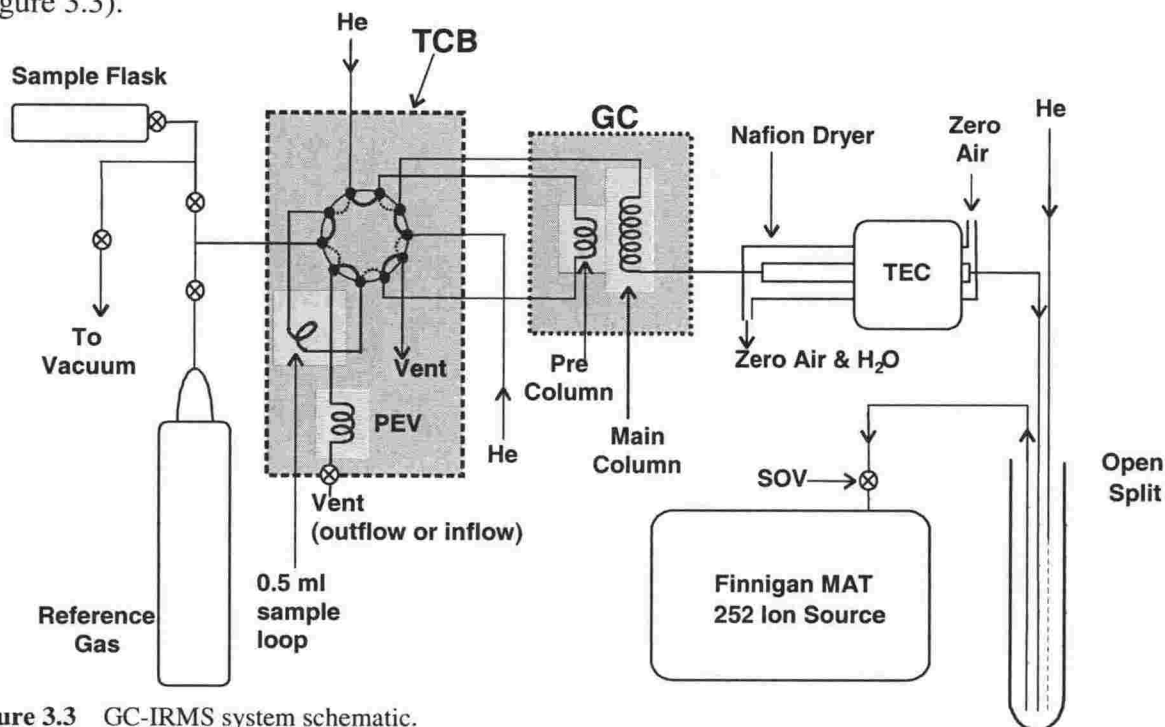 gure 3.3).
He
TCB
Sample Flask
GC
Nafion Dryer
Zero
Air
He
TEC
To
Vacuum
Vent
Pre
Column
Zero Air & H₂O
PEV
He
Main
Column
SOV
Open
Split
Vent
(outflow or inflow)
0.5 ml
sample
loop
Finnigan MAT
252 Ion Source
Reference
Gas
ure 3.3 GC-IRMS system schematic.